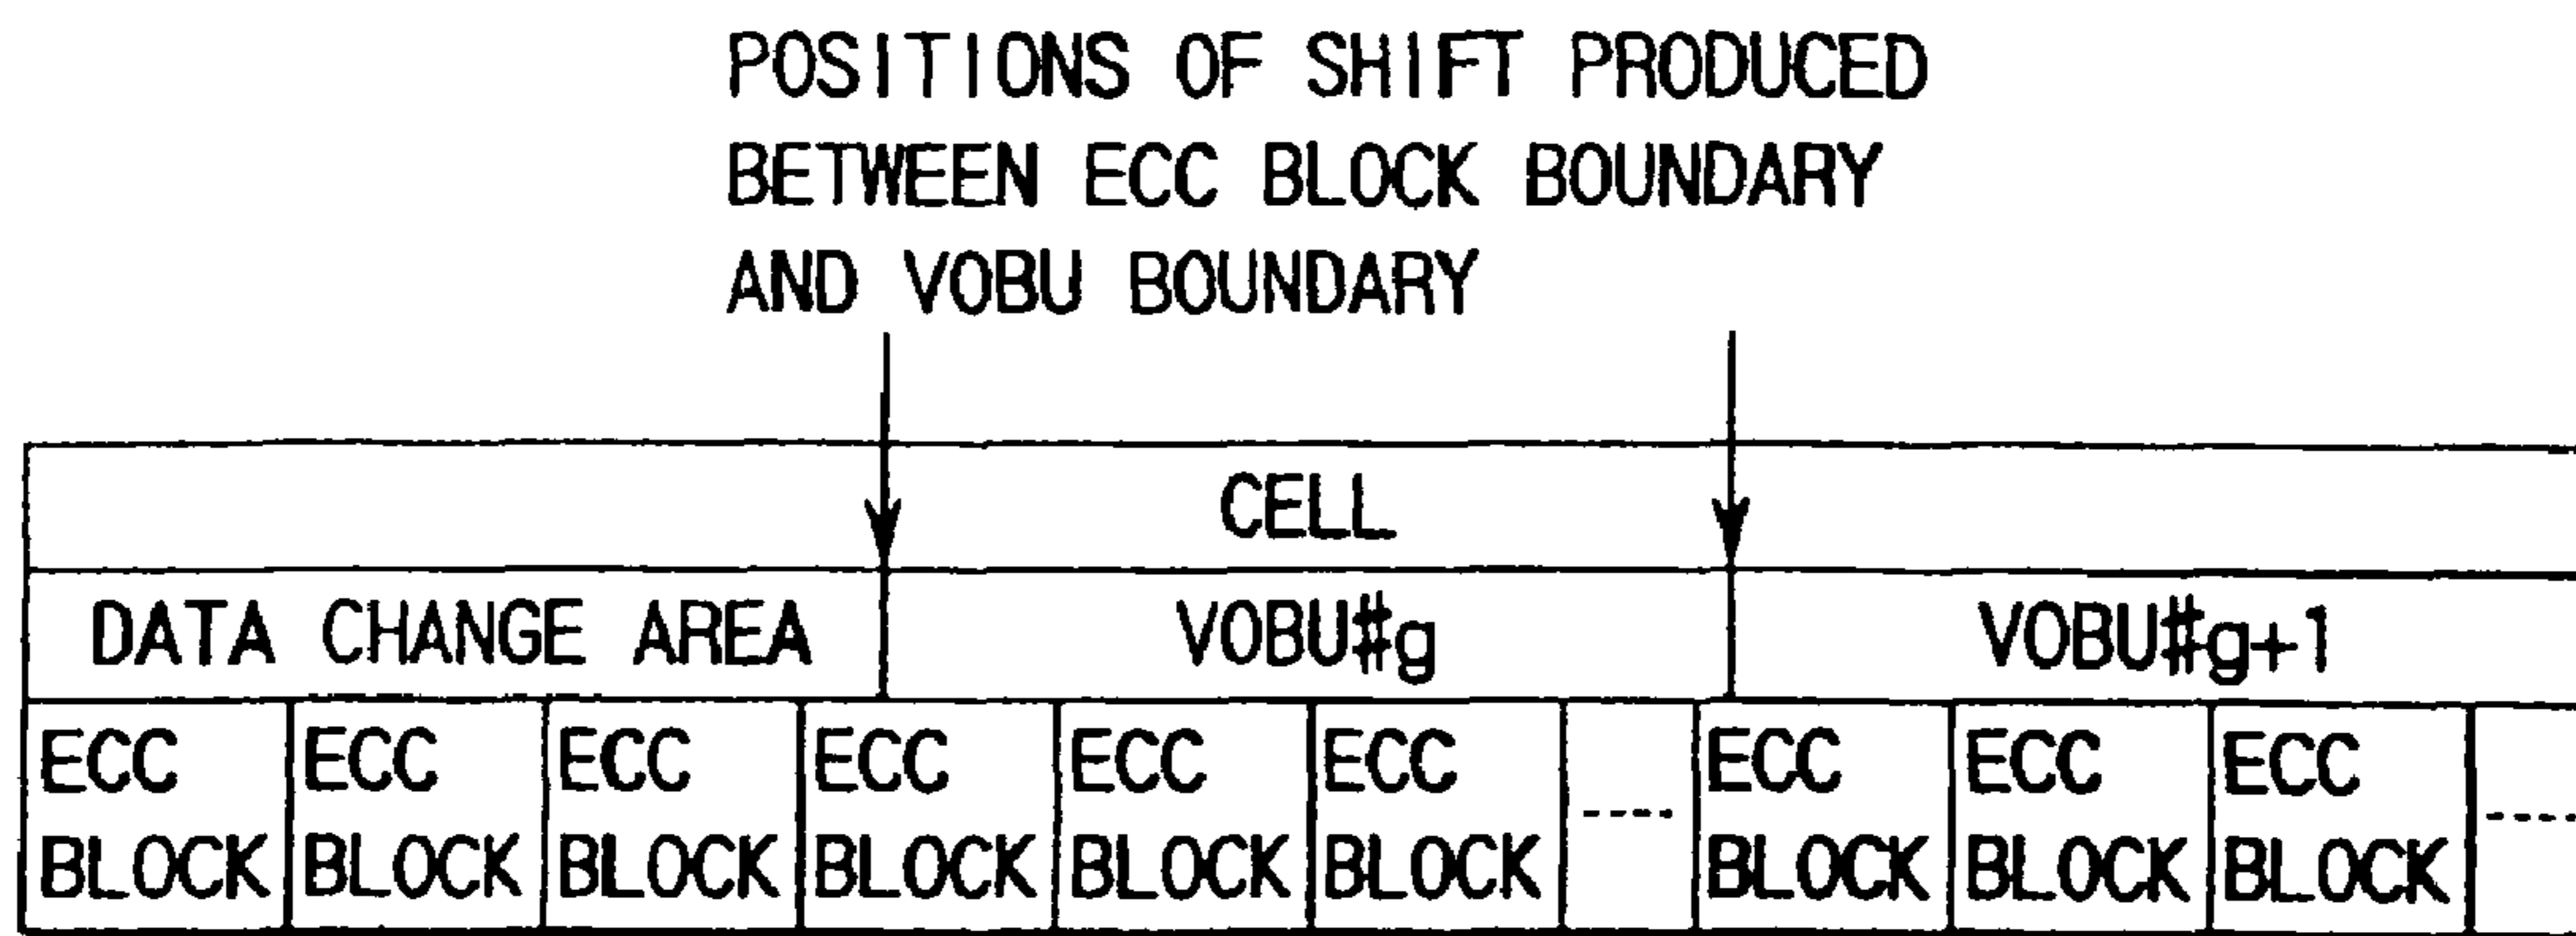 POSITIONS OF SHIFT PRODUCED
BETWEEN ECC BLOCK BOUNDARY
AND VOBU BOUNDARY
CELL
DATA CHANGE AREA VOBU#g VOBU#g+1
ECC ECC ECC ECC ECC ECC ---- ECC ECC ECC ----
BLOCK BLOCK BLOCK BLOCK BLOCK BLOCK BLOCK BLOCK BLOCK